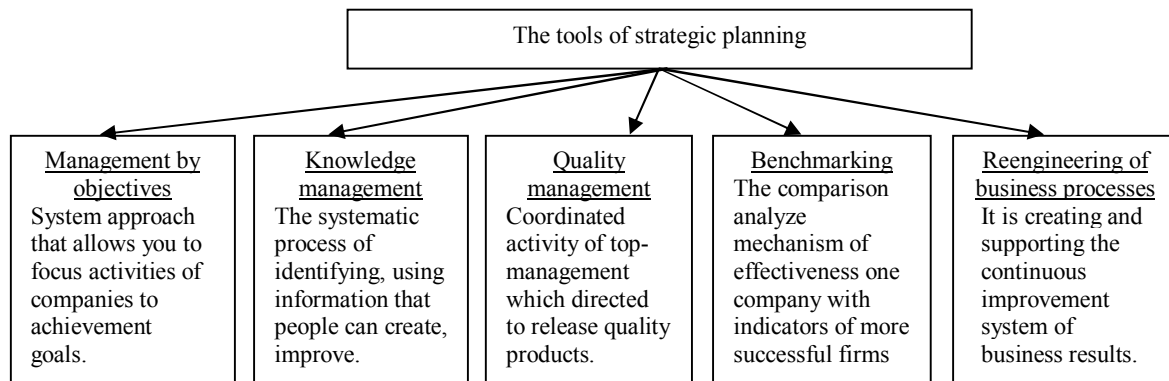 The tools of strategic planning
Management by
objectives
System approach
that allows you to
focus activities of
companies to
achievement
goals.
Knowledge
management
The systematic
process of
identifying, using
information that
people can create,
improve.
Quality
management
Coordinated
activity of top-
management
which directed
to release quality
products.
Benchmarking
The comparison
analyze
mechanism of
effectiveness one
company with
indicators of more
successful firms
Reengineering of
business processes
It is creating and
supporting the
continuous
improvement
system of
business results.